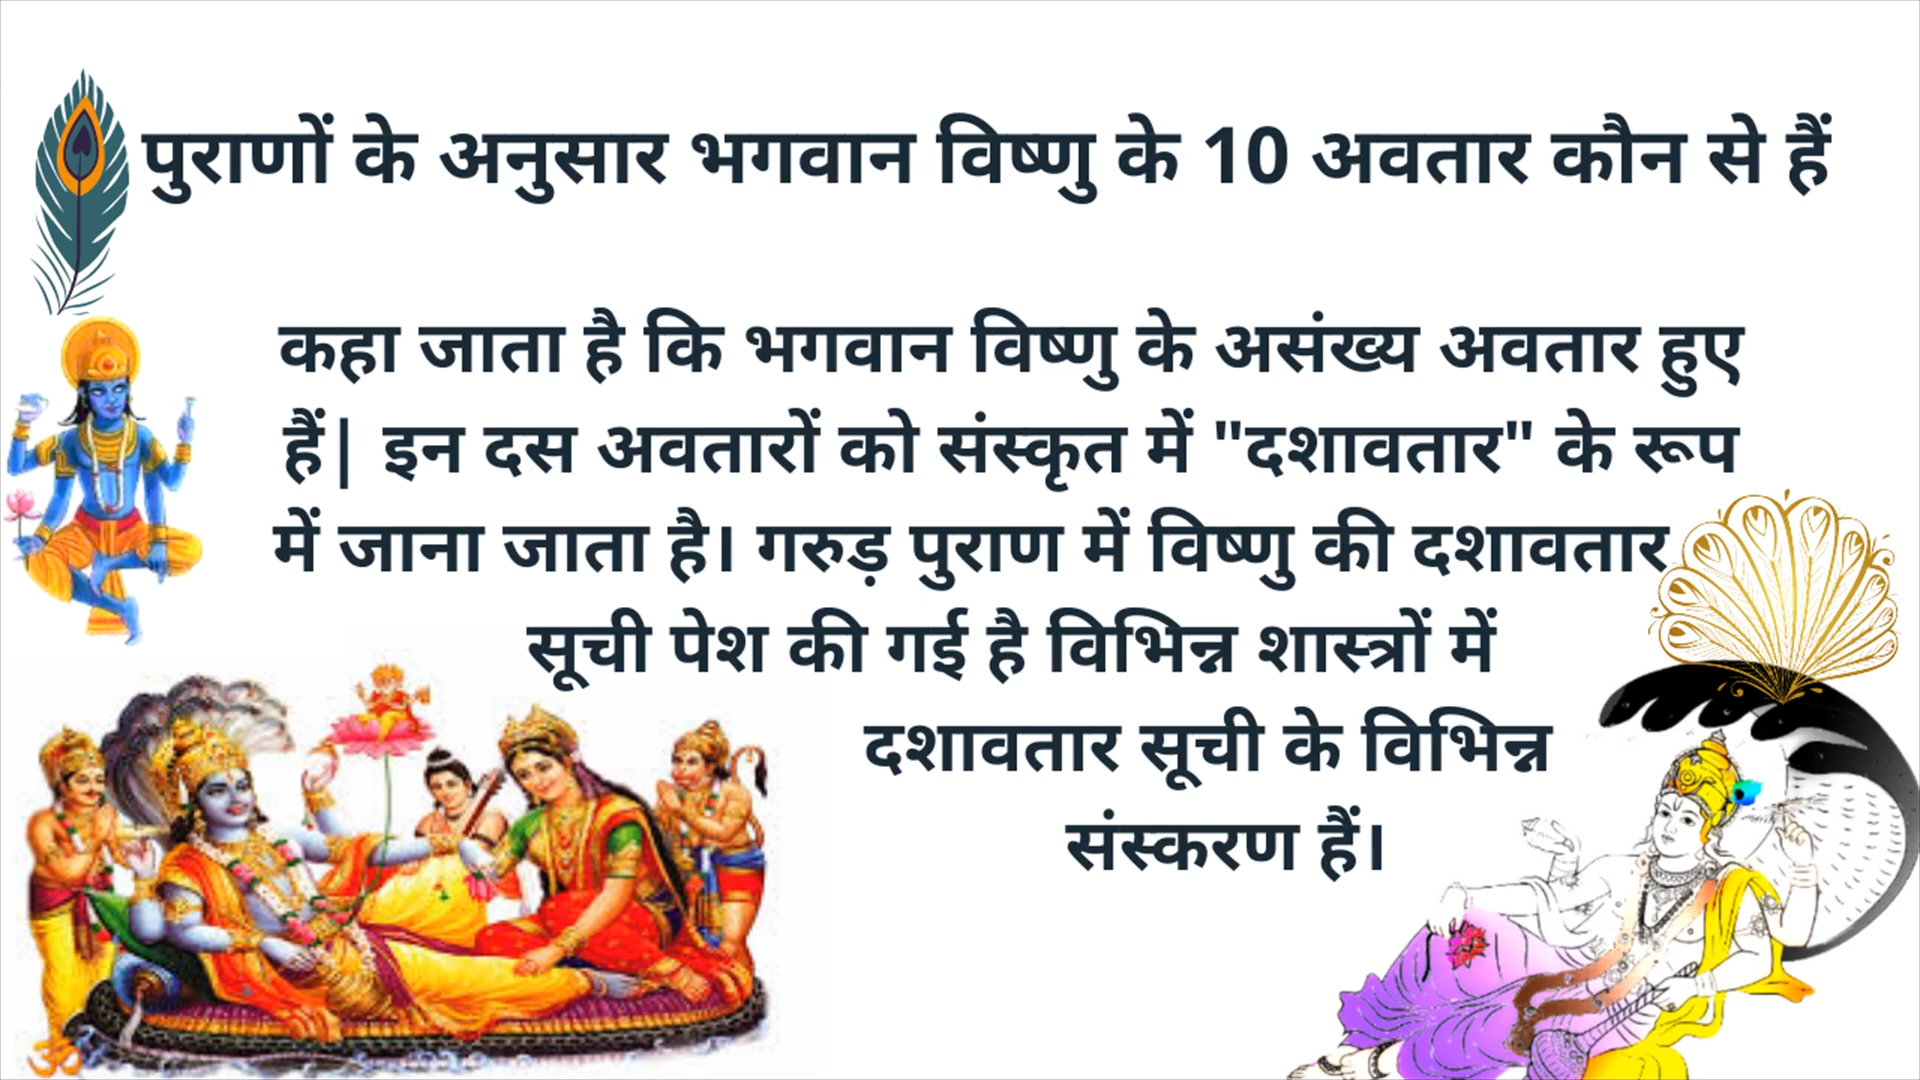 पुराणों के अनुसार भगवान विष्णु के 10 अवतार कौन से हैं
कहा जाता है कि भगवान विष्णु के असंख्य अवतार हुए
हैं| इन दस अवतारों को संस्कृत में "दशावतार" के रूप
में जाना जाता है। गरुड़ पुराण में विष्णु की दशावतार
सूची पेश की गई है विभिन्न शास्त्रों में
दशावतार सूची के विभिन्न
संस्करण हैं।
ॐ